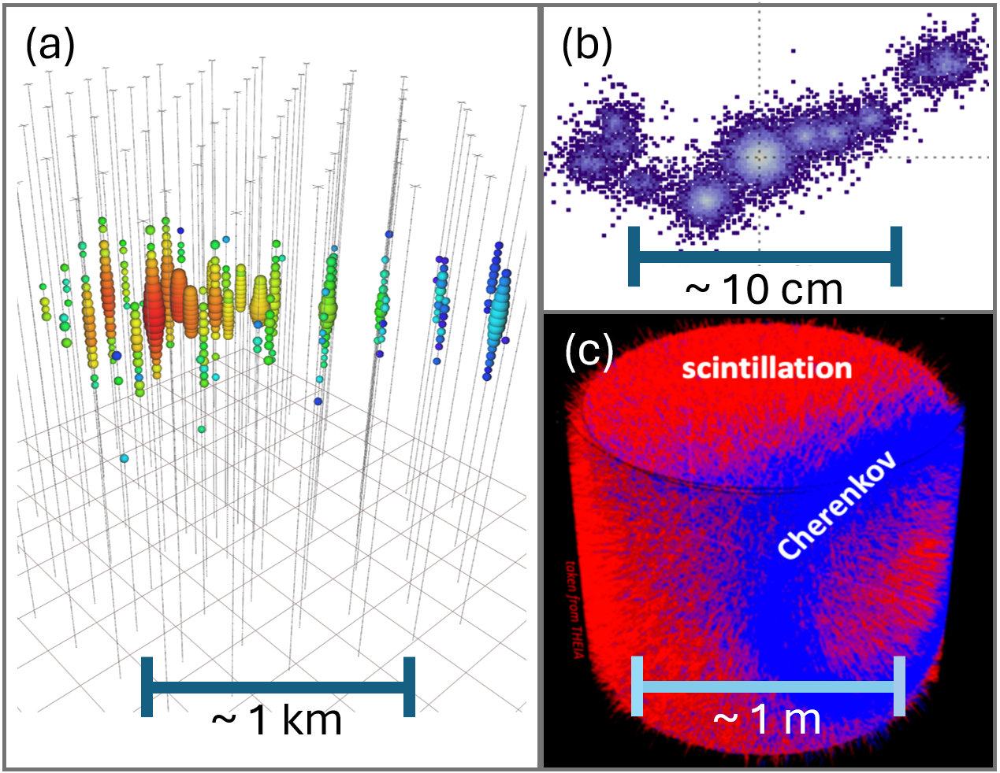 (a)
~ 1 km
(b)
~ 10 cm
(c)
scintillation
Cherenkov
taken from THEIA
~ 1 m